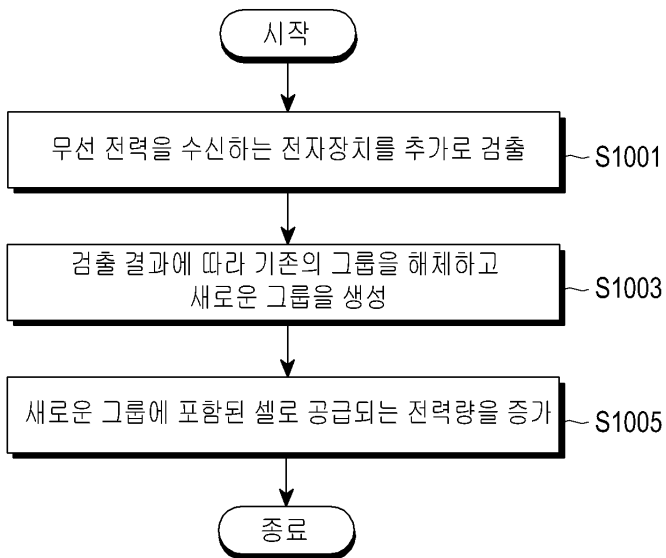 시작
무선 전력을 수신하는 전자장치를 추가로 검출
S1001
검출 결과에 따라 기존의 그룹을 해체하고
새로운 그룹을 생성
S1003
새로운 그룹에 포함된 셀로 공급되는 전력량을 증가
S1005
종료